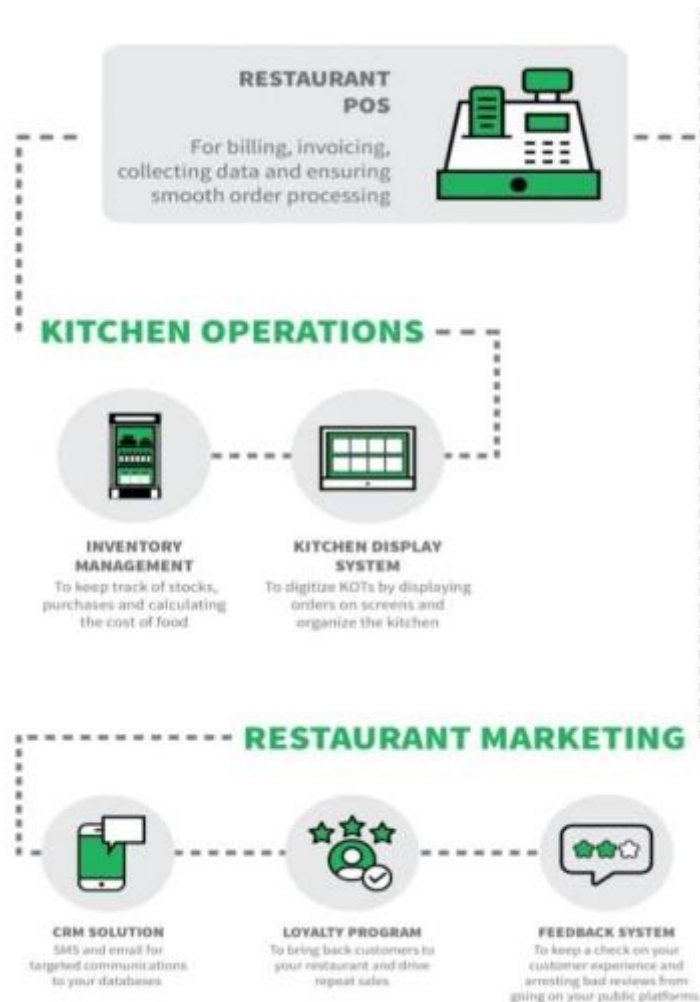 RESTAURANT
POS
For billing, invoicing,
collecting data and ensuring
smooth order processing
KITCHEN OPERATIONS
INVENTORY
MANAGEMENT
To keep track of stocks,
purchases and calculating
the cost of food
KITCHEN DISPLAY
SYSTEM
To digitize KOTs by displaying
orders on screens and
organize the kitchen
RESTAURANT MARKETING
CRM SOLUTION
SMS and email for
targeted communications
to your databases
LOYALTY PROGRAM
To bring back customers to
your restaurant and drive
repeat sales
FEEDBACK SYSTEM
To keep a check on your
customer experience and
arresting bad reviews from
going on your public platforms